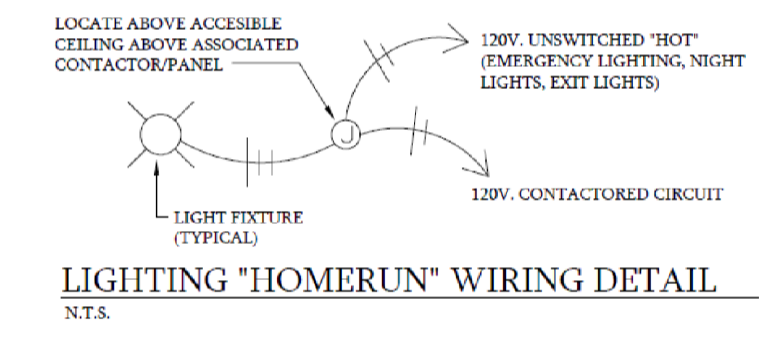 LOCATE ABOVE ACCESIBLE
CEILING ABOVE ASSOCIATED
CONTACTOR/PANEL
120V. UNSWITCHED "HOT"
(EMERGENCY LIGHTING, NIGHT
LIGHTS, EXIT LIGHTS)
J
120V. CONTACTORED CIRCUIT
LIGHT FIXTURE
(TYPICAL)
LIGHTING "HOMERUN" WIRING DETAIL
N.T.S.